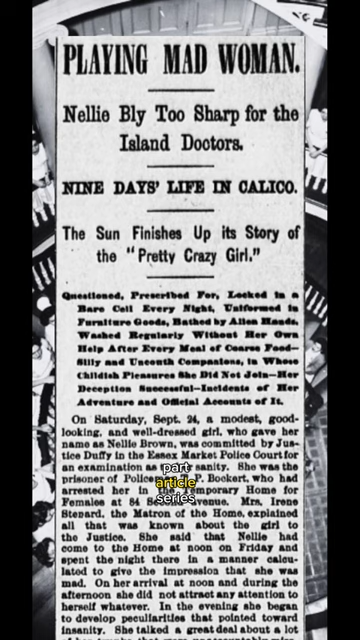 PLAYING MAD WOMAN.
Nellie Bly Too Sharp for the
Island Doctors.
NINE DAYS' LIFE IN CALICO.
The Sun Finishes Up its Story of
the "Pretty Crazy Girl."
Questioned, Prescribed For, Locked in a
Bare Cell Every Night, Uniformed in
Furniture Goods, Bathed by Alien Hands,
Washed Regularly Without Her Own
Help After Every Meal of Coarse Food—
Silly and Uncouth Companions, in Whose
Childish Pleasures She Did Not Join—Her
Deception Successful—Incidents of Her
Adventure and Official Accounts of It.
On Saturday, Sept. 24, a modest, good-
looking, and well-dressed girl, who gave her
name as Nellie Brown, was committed by Jus-
tice Duffy in the Essex Market Police Court for
an examination as sanity. She was the
prisoner of P. Bockert, who had
arrested her in the Temporary Home for
Females at 84 Second avenue. Mrs. Irene
Stenard, the Matron of the Home, explained
all that was known about the girl to
the Justice. She said that Nellie had
come to the Home at noon on Friday and
spent the night there in a manner calcu-
lated to give the impression that she was
mad. On her arrival at noon and during the
afternoon she did not attract any attention to
herself whatever. In the evening she began
to develop peculiarities that pointed toward
insanity. She talked a great deal about a lot
part
article
series